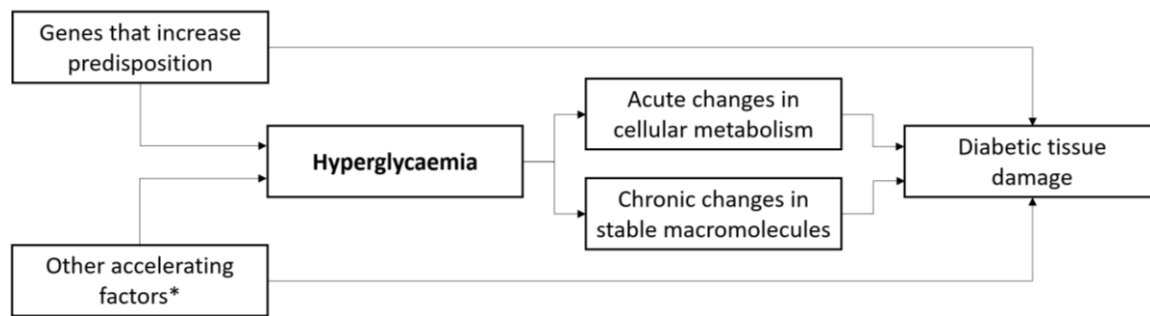 Genes that increase
predisposition
Acute changes in
cellular metabolism
Hyperglycaemia
Diabetic tissue
damage
Chronic changes in
stable macromolecules
Other accelerating
factors*